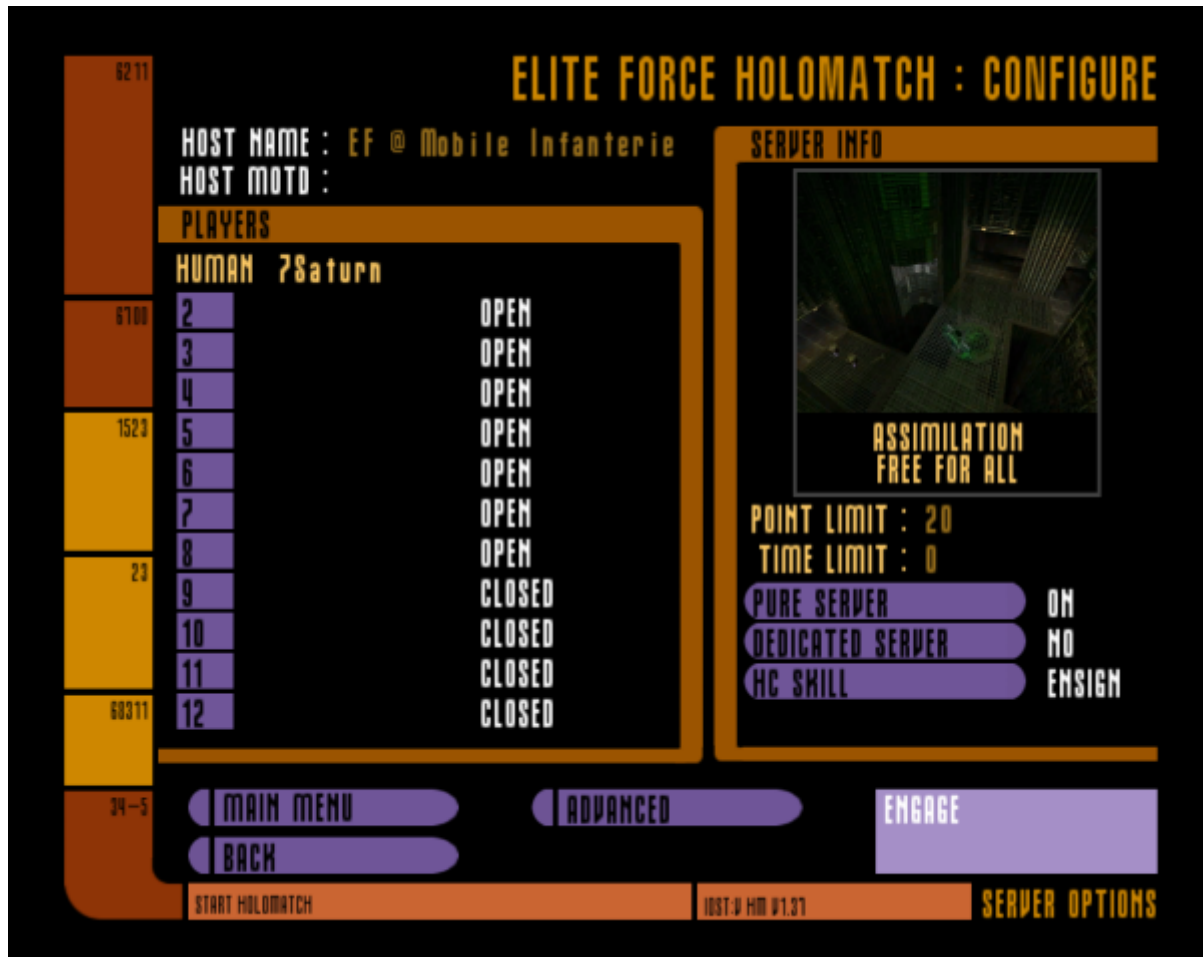 6211
ELITE FORCE HOLOMATCH : CONFIGURE
HOST NAME : EF @ Mobile Infanterie
HOST MOTD :
SERVER INFO
PLAYERS
HUMAN 7Saturn
6700
2 OPEN
3 OPEN
4 OPEN
1523
5 OPEN
6 OPEN
7 OPEN
8 OPEN
23
9 CLOSED
10 CLOSED
11 CLOSED
68311
12 CLOSED
ASSIMILATION
FREE FOR ALL
POINT LIMIT : 20
TIME LIMIT : 0
PURE SERVER ON
DEDICATED SERVER NO
HC SKILL ENSIGN
34-5
MAIN MENU
ADVANCED
ENGAGE
BACK
START HOLOMATCH
SERVER OPTIONS